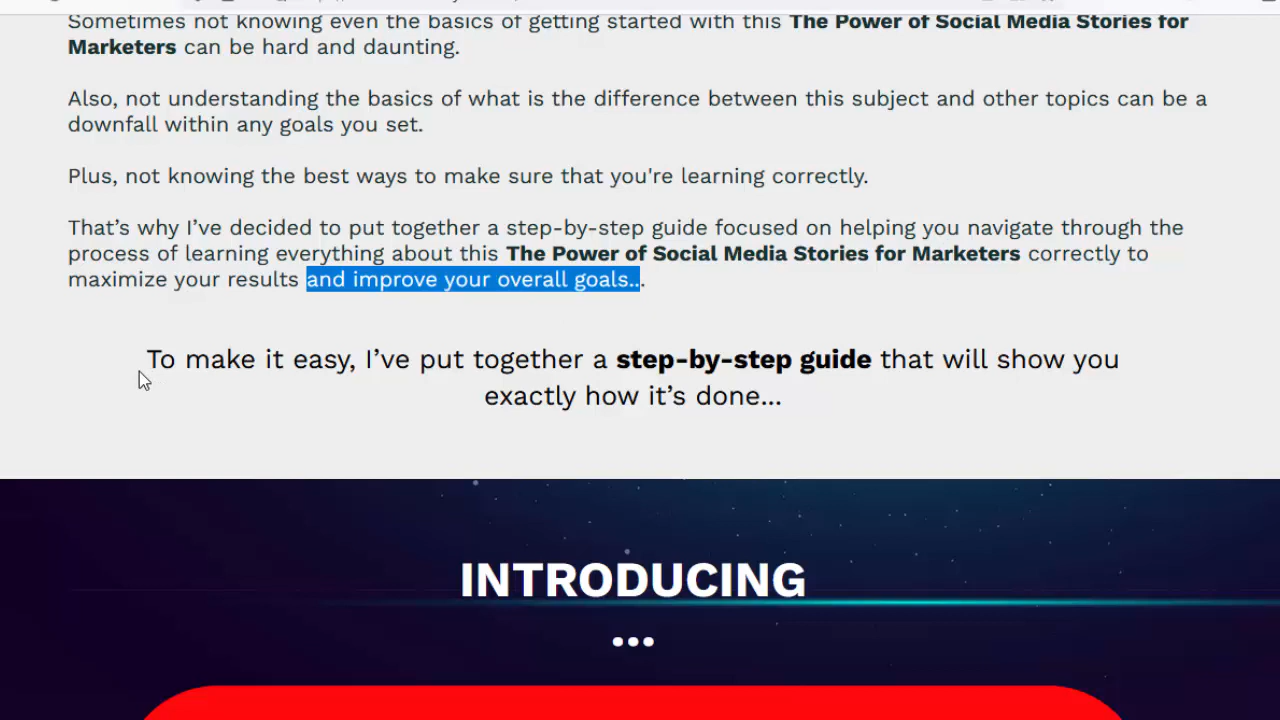 Sometimes not knowing even the basics of getting started with this The Power of Social Media Stories for
Marketers can be hard and daunting.
Also, not understanding the basics of what is the difference between this subject and other topics can be a
downfall within any goals you set.
Plus, not knowing the best ways to make sure that you're learning correctly.
That’s why I’ve decided to put together a step-by-step guide focused on helping you navigate through the
process of learning everything about this The Power of Social Media Stories for Marketers correctly to
maximize your results and improve your overall goals...
To make it easy, I’ve put together a step-by-step guide that will show you
exactly how it’s done...
INTRODUCING
...